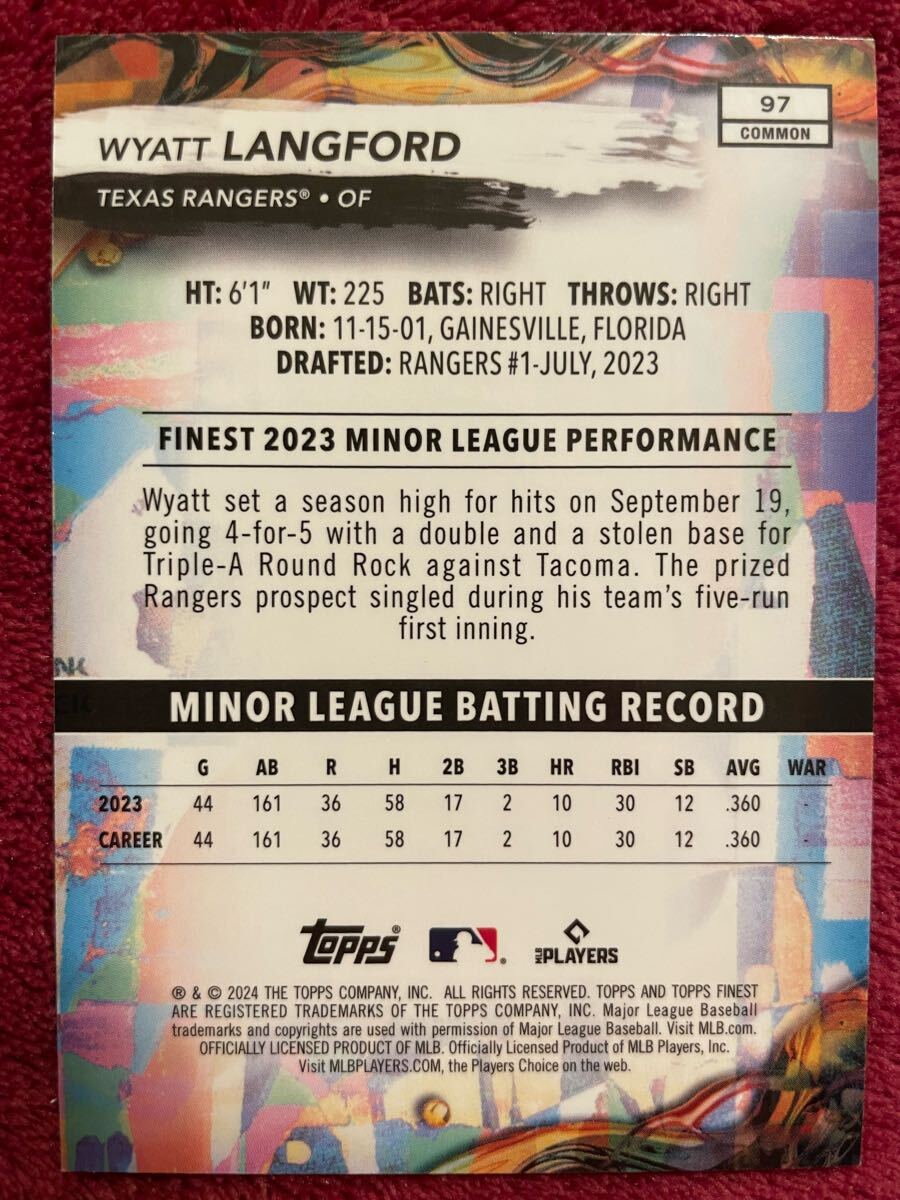 97
COMMON
WYATT LANGFORD
TEXAS RANGERS® • OF
HT: 6'1" WT: 225 BATS: RIGHT THROWS: RIGHT
BORN: 11-15-01, GAINESVILLE, FLORIDA
DRAFTED: RANGERS #1-JULY, 2023
FINEST 2023 MINOR LEAGUE PERFORMANCE
Wyatt set a season high for hits on September 19,
going 4-for-5 with a double and a stolen base for
Triple-A Round Rock against Tacoma. The prized
Rangers prospect singled during his team's five-run
first inning.
MINOR LEAGUE BATTING RECORD
G AB R H 2B 3B HR RBI SB AVG WAR
2023 44 161 36 58 17 2 10 30 12 .360 -
CAREER 44 161 36 58 17 2 10 30 12 .360 -
Topps® ® MLB PLAYERS
® & © 2024 THE TOPPS COMPANY, INC. ALL RIGHTS RESERVED. TOPPS AND TOPPS FINEST
ARE REGISTERED TRADEMARKS OF THE TOPPS COMPANY, INC. Major League Baseball
trademarks and copyrights are used with permission of Major League Baseball. Visit MLB.com.
OFFICIALLY LICENSED PRODUCT OF MLB. Officially Licensed Product of MLB Players, Inc.
Visit MLBPLAYERS.COM, the Players Choice on the web.